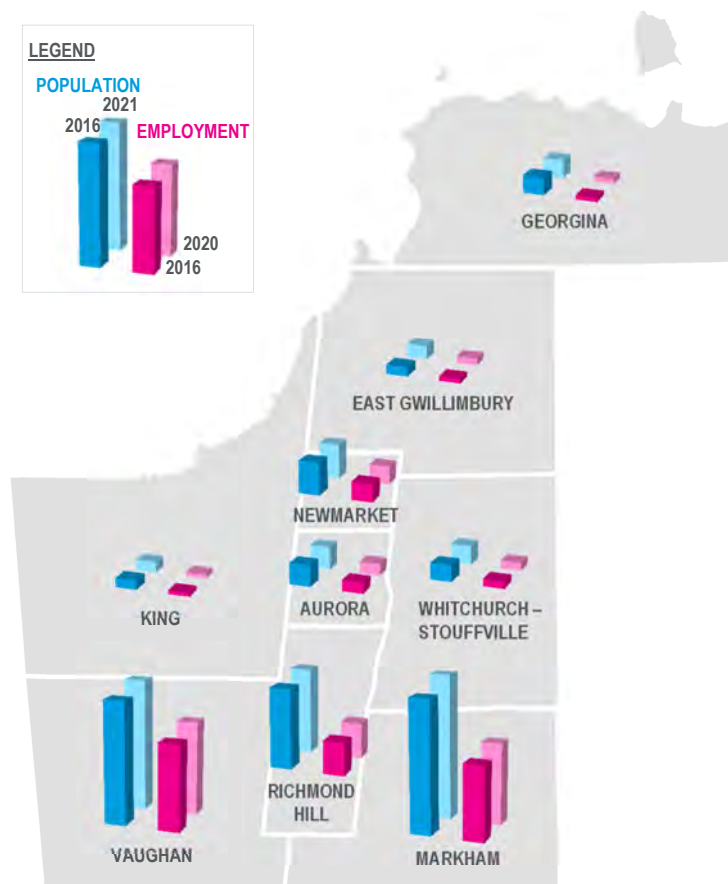 LEGEND
POPULATION
2021
2016
EMPLOYMENT
2020
2016
GEORGINA
EAST GWILLIMBURY
NEWMARKET
KING
AURORA
WHITCHURCH –
STOUFFVILLE
RICHMOND
HILL
VAUGHAN
MARKHAM